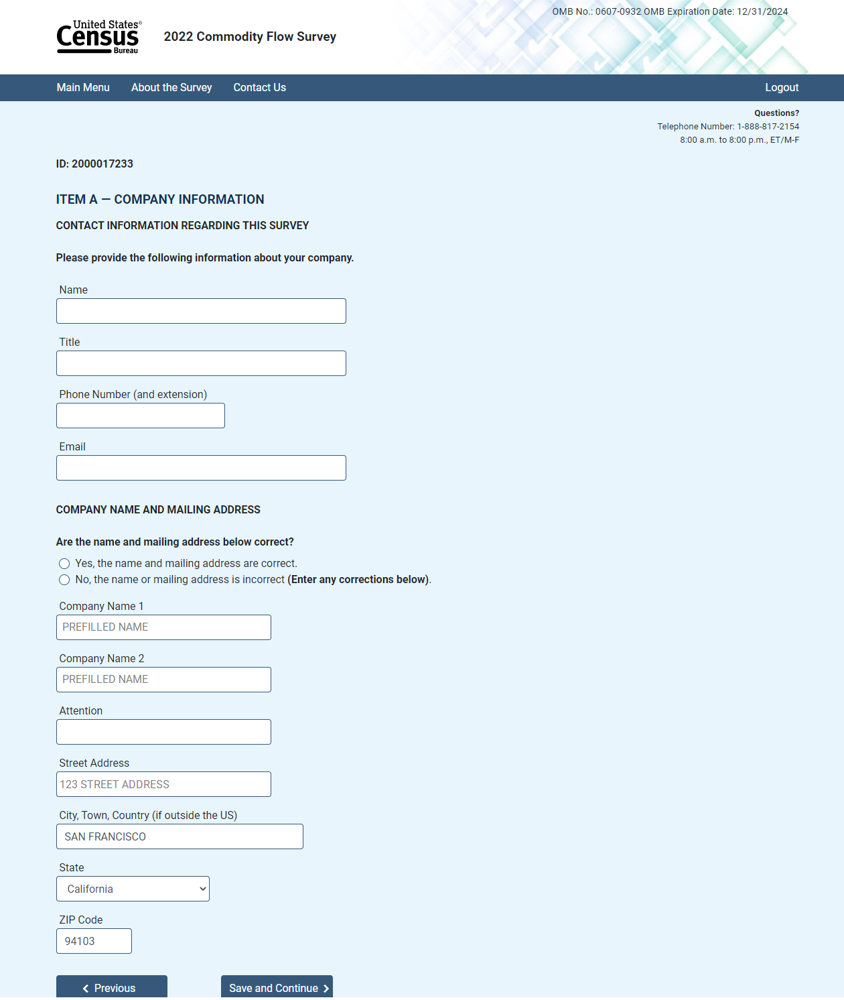 OMB No.: 0607-0932 OMB Expiration Date: 12/31/2024
United States®
Census
Bureau
2022 Commodity Flow Survey
Main Menu About the Survey Contact Us Logout
Questions?
Telephone Number: 1-888-817-2154
8:00 a.m. to 8:00 p.m., ET/M-F
ID: 2000017233
ITEM A — COMPANY INFORMATION
CONTACT INFORMATION REGARDING THIS SURVEY
Please provide the following information about your company.
Name
Title
Phone Number (and extension)
Email
COMPANY NAME AND MAILING ADDRESS
Are the name and mailing address below correct?
Yes, the name and mailing address are correct.
No, the name or mailing address is incorrect (Enter any corrections below).
Company Name 1
PREFILLED NAME
Company Name 2
PREFILLED NAME
Attention
Street Address
123 STREET ADDRESS
City, Town, Country (if outside the US)
SAN FRANCISCO
State
California
ZIP Code
94103
Previous Save and Continue